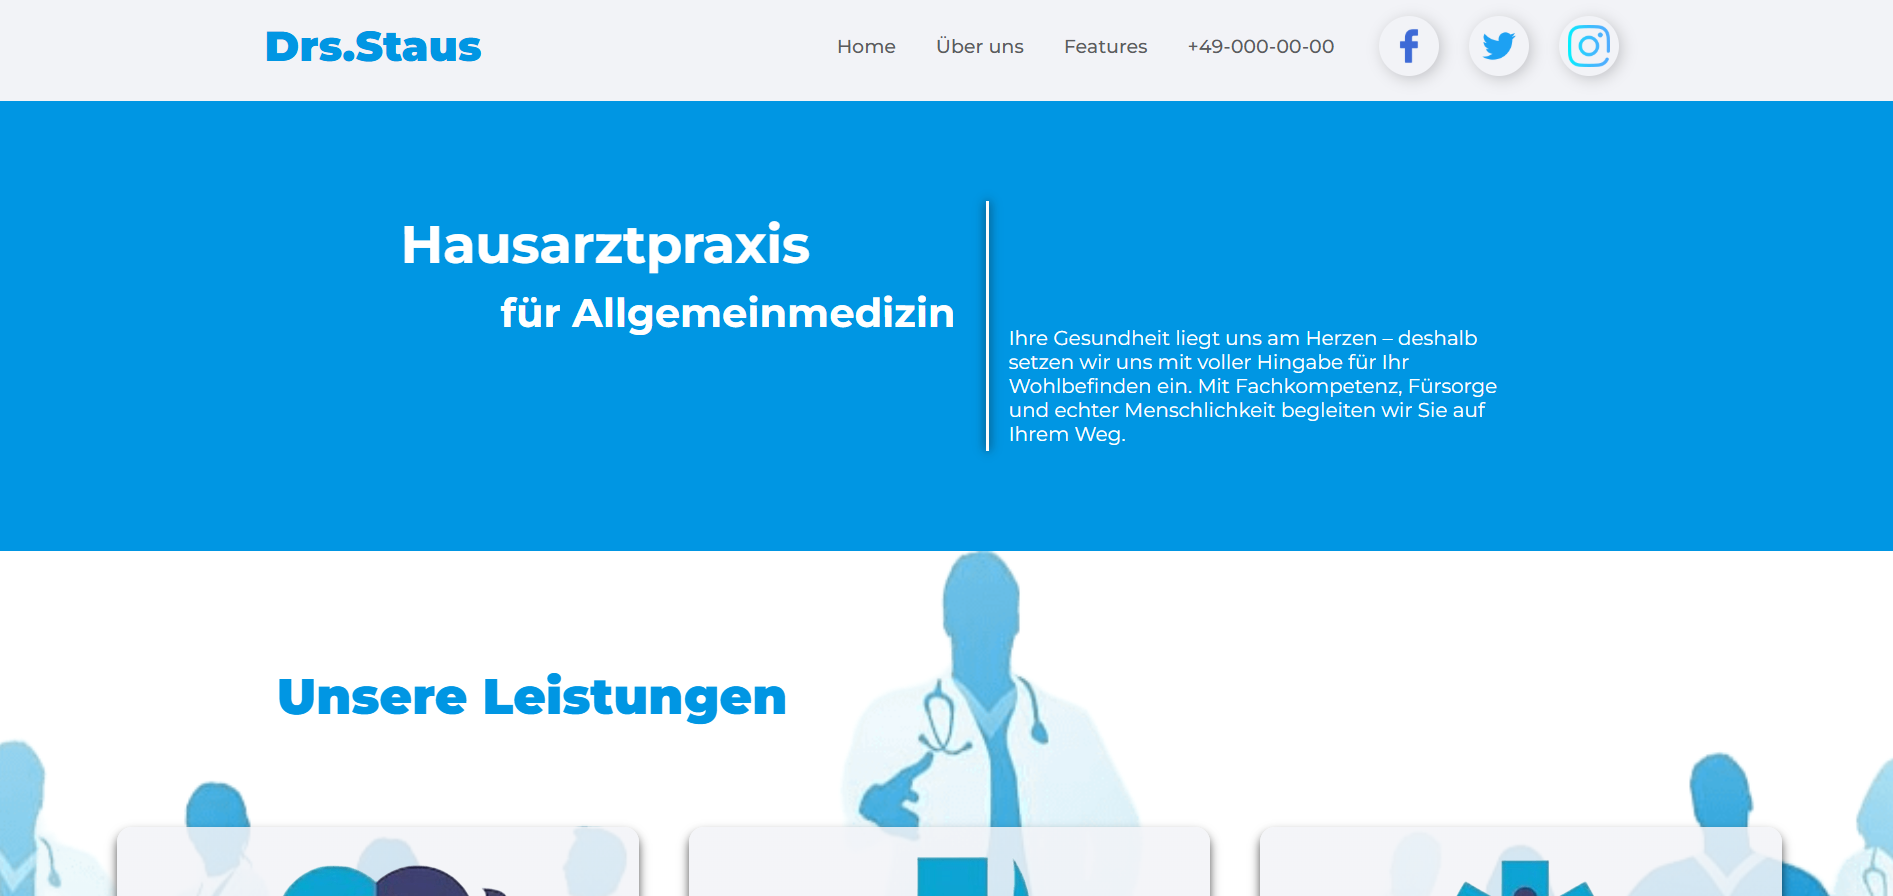 Drs.Staus
Home
Über uns
Features
+49-000-00-00
Hausarztpraxis
für Allgemeinmedizin
Ihre Gesundheit liegt uns am Herzen – deshalb
setzen wir uns mit voller Hingabe für Ihr
Wohlbefinden ein. Mit Fachkompetenz, Fürsorge
und echter Menschlichkeit begleiten wir Sie auf
Ihrem Weg.
Unsere Leistungen